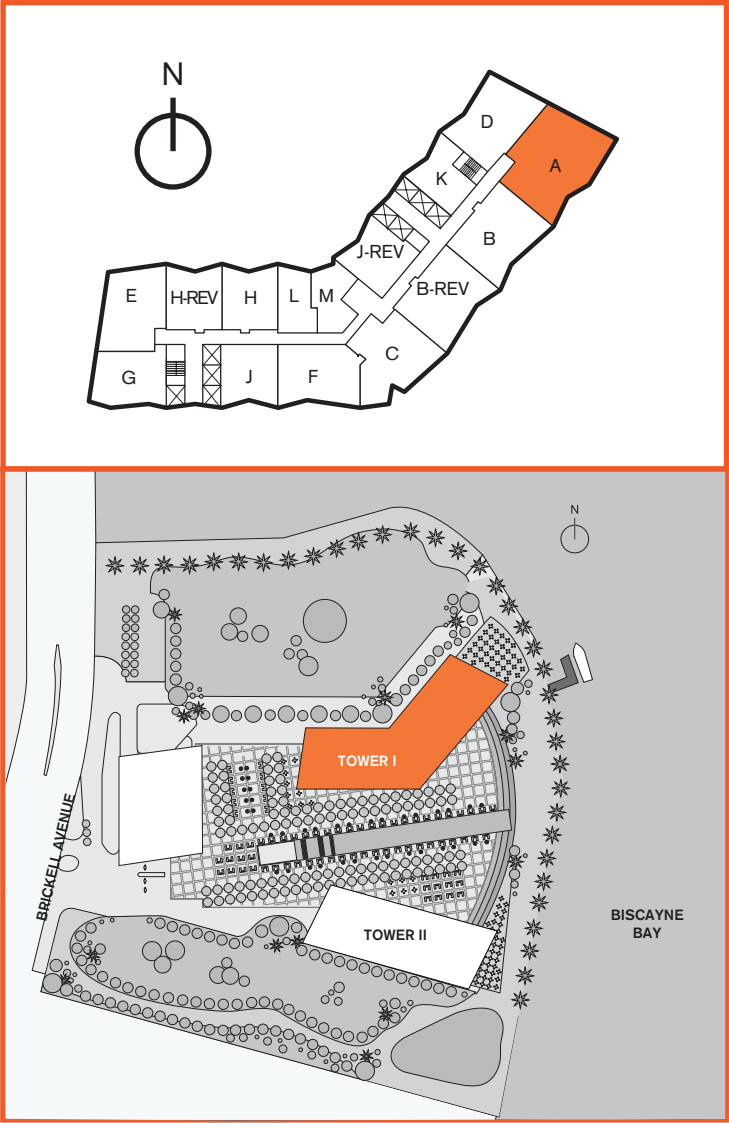 N
D
A
K
B
J-REV
B-REV
E
H-REV
H
L
M
C
G
J
F
N
TOWER I
BRICKELL AVENUE
TOWER II
BISCAYNE
BAY